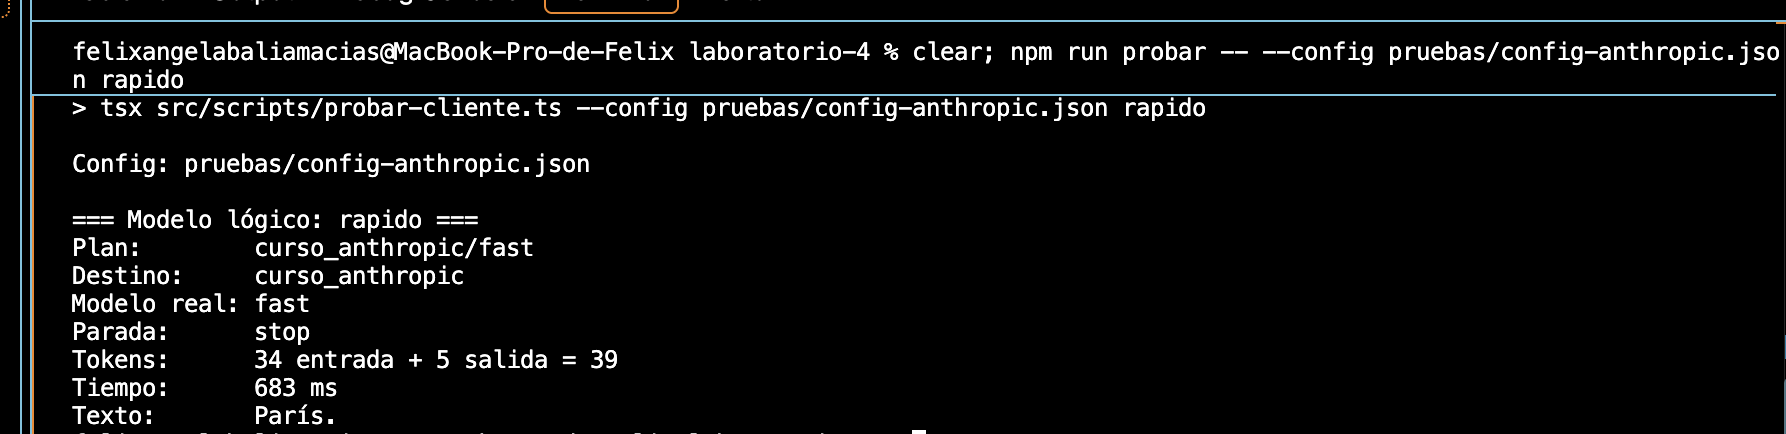 felixangelabaliamacias@MacBook-Pro-de-Felix laboratorio-4 % clear; npm run probar -- --config pruebas/config-anthropic.jso
n rapido
> tsx src/scripts/probar-cliente.ts --config pruebas/config-anthropic.json rapido
Config: pruebas/config-anthropic.json
=== Modelo lógico: rapido ===
Plan: curso_anthropic/fast
Destino: curso_anthropic
Modelo real: fast
Parada: stop
Tokens: 34 entrada + 5 salida = 39
Tiempo: 683 ms
Texto: París.